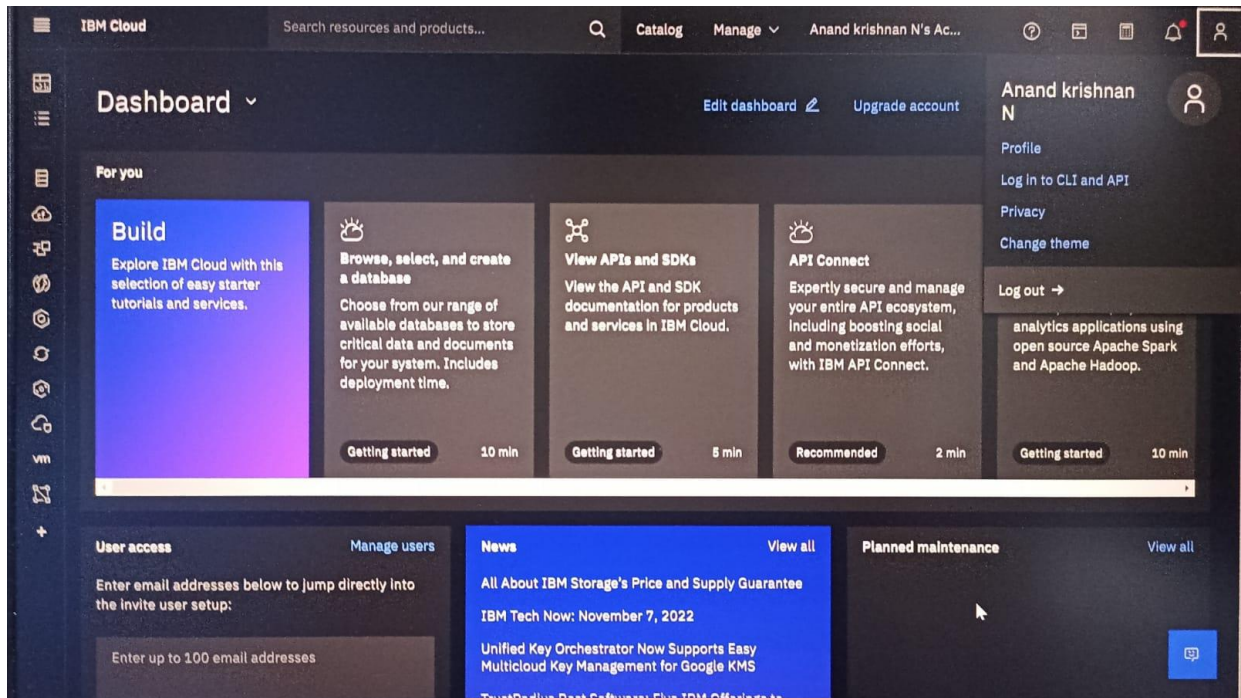 IBM Cloud
Search resources and products...
Catalog
Manage
Anand krishnan N's Ac...
Dashboard
Edit dashboard
Upgrade account
Anand krishnan
N
Profile
Log in to CLI and API
Privacy
Change theme
Log out →
For you
Build
Explore IBM Cloud with this
selection of easy starter
tutorials and services.
Browse, select, and create
a database
Choose from our range of
available databases to store
critical data and documents
for your system. Includes
deployment time.
Getting started
10 min
View APIs and SDKs
View the API and SDK
documentation for products
and services in IBM Cloud.
Getting started
5 min
API Connect
Expertly secure and manage
your entire API ecosystem,
including boosting social
and monetization efforts,
with IBM API Connect.
Recommended
2 min
analytics applications using
open source Apache Spark
and Apache Hadoop.
Getting started
10 min
vm
User access
Manage users
Enter email addresses below to jump directly into
the invite user setup:
Enter up to 100 email addresses
News
View all
All About IBM Storage's Price and Supply Guarantee
IBM Tech Now: November 7, 2022
Unified Key Orchestrator Now Supports Easy
Multicloud Key Management for Google KMS
Planned maintenance
View all